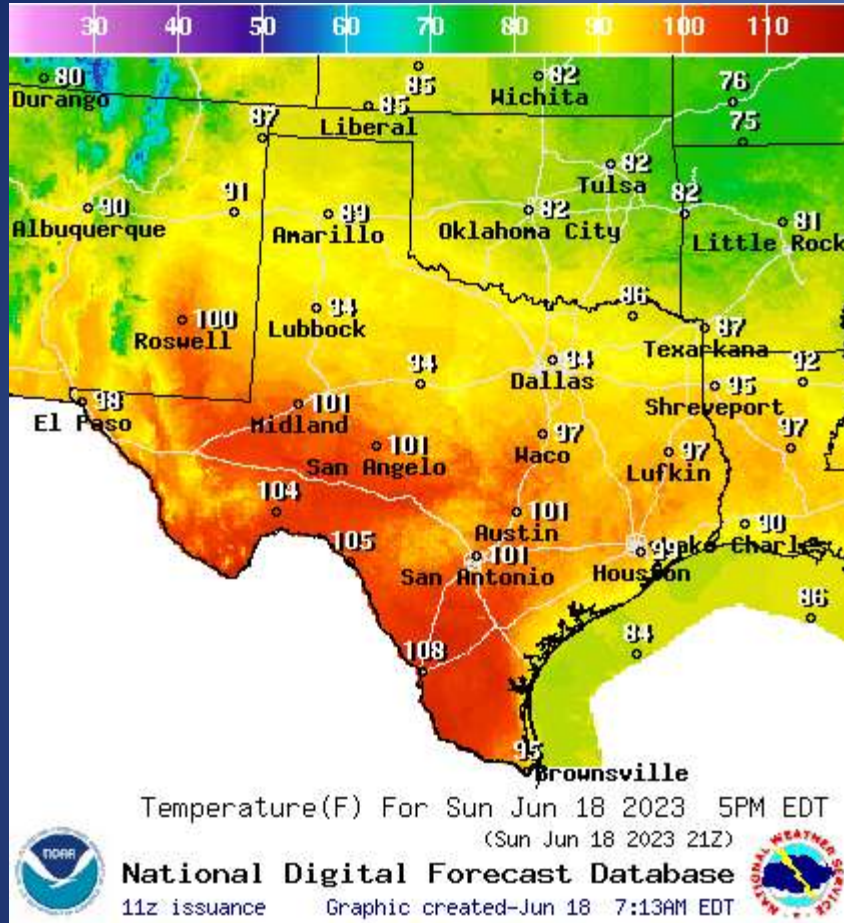 30 40 50 60 70 80 90 100 110
80
Durango
85
85
Liberal
82
Wichita
76
75
87
82
Tulsa
90
Albuquerque
91
89
Amarillo
82
Oklahoma City
82
81
Little Rock
100
Roswell
94
Lubbock
86
87
Texarkana
94
94
Dallas
92
95
Shreveport
98
El Paso
101
Midland
101
San Angelo
97
Waco
97
Lufkin
97
104
101
Austin
90
Lake Charles
105
101
San Antonio
99
Houston
108
84
86
95
Brownsville
Temperature(F) For Sun Jun 18 2023 5PM EDT
(Sun Jun 18 2023 21Z)
National Digital Forecast Database
11z issuance Graphic created-Jun 18 7:13AM EDT
NOAA
NATIONAL WEATHER SERVICE